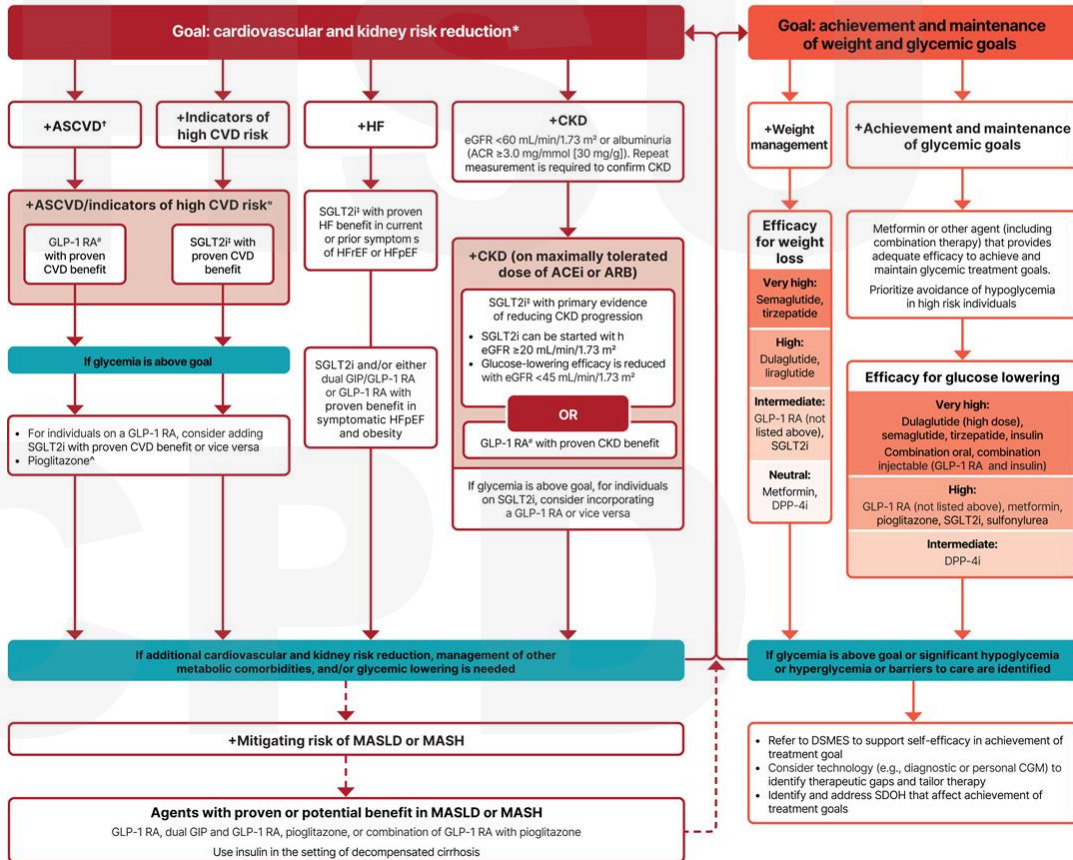 Goal: cardiovascular and kidney risk reduction*
+ASCVD†
+Indicators of
high CVD risk
+ASCVD/indicators of high CVD risk≈
GLP-1 RA#
with proven
CVD benefit
SGLT2i‡ with
proven CVD
benefit
If glycemia is above goal
• For individuals on a GLP-1 RA, consider adding
SGLT2i with proven CVD benefit or vice versa
• Pioglitazone^
+HF
SGLT2i‡ with proven
HF benefit in current
or prior symptom s
of HFrEF or HFpEF
SGLT2i and/or either
dual GIP/GLP-1 RA
or GLP-1 RA with
proven benefit in
symptomatic HFpEF
and obesity
+CKD
eGFR <60 mL/min/1.73 m² or albuminuria
(ACR ≥3.0 mg/mmol [30 mg/g]). Repeat
measurement is required to confirm CKD
+CKD (on maximally tolerated
dose of ACEi or ARB)
SGLT2i‡ with primary evidence
of reducing CKD progression
• SGLT2i can be started wit h
eGFR ≥20 mL/min/1.73 m²
• Glucose-lowering efficacy is reduced
with eGFR <45 mL/min/1.73 m²
OR
GLP-1 RA# with proven CKD benefit
If glycemia is above goal, for individuals
on SGLT2i, consider incorporating
a GLP-1 RA or vice versa
If additional cardiovascular and kidney risk reduction, management of other
metabolic comorbidities, and/or glycemic lowering is needed
+Mitigating risk of MASLD or MASH
Agents with proven or potential benefit in MASLD or MASH
GLP-1 RA, dual GIP and GLP-1 RA, pioglitazone, or combination of GLP-1 RA with pioglitazone
Use insulin in the setting of decompensated cirrhosis
Goal: achievement and maintenance
of weight and glycemic goals
+Weight
management
Efficacy
for weight
loss
Very high:
Semaglutide,
tirzepatide
High:
Dulaglutide,
liraglutide
Intermediate:
GLP-1 RA (not
listed above),
SGLT2i
Neutral:
Metformin,
DPP-4i
+Achievement and maintenance
of glycemic goals
Metformin or other agent (including
combination therapy) that provides
adequate efficacy to achieve and
maintain glycemic treatment goals.
Prioritize avoidance of hypoglycemia
in high risk individuals
Efficacy for glucose lowering
Very high:
Dulaglutide (high dose),
semaglutide, tirzepatide, insulin
Combination oral, combination
injectable (GLP-1 RA and insulin)
High:
GLP-1 RA (not listed above), metformin,
pioglitazone, SGLT2i, sulfonylurea
Intermediate:
DPP-4i
If glycemia is above goal or significant hypoglycemia
or hyperglycemia or barriers to care are identified
• Refer to DSMES to support self-efficacy in achievement of
treatment goal
• Consider technology (e.g., diagnostic or personal CGM) to
identify therapeutic gaps and tailor therapy
• Identify and address SDOH that affect achievement of
treatment goals
HSU
CPD